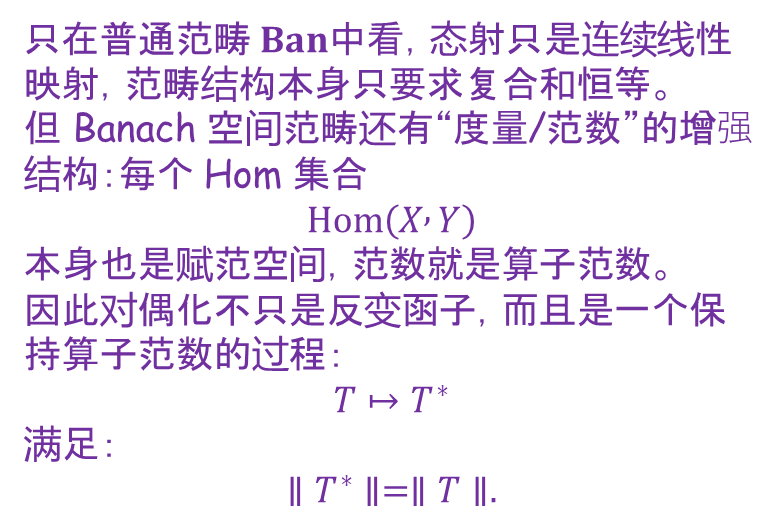 只在普通范畴 Ban中看，态射只是连续线性
映射，范畴结构本身只要求复合和恒等。
但 Banach 空间范畴还有“度量/范数”的增强
结构：每个 Hom 集合
Hom(X,Y)
本身也是赋范空间，范数就是算子范数。
因此对偶化不只是反变函子，而且是一个保
持算子范数的过程：
T ↦ T*
满足：
∥ T* ∥=∥ T ∥.